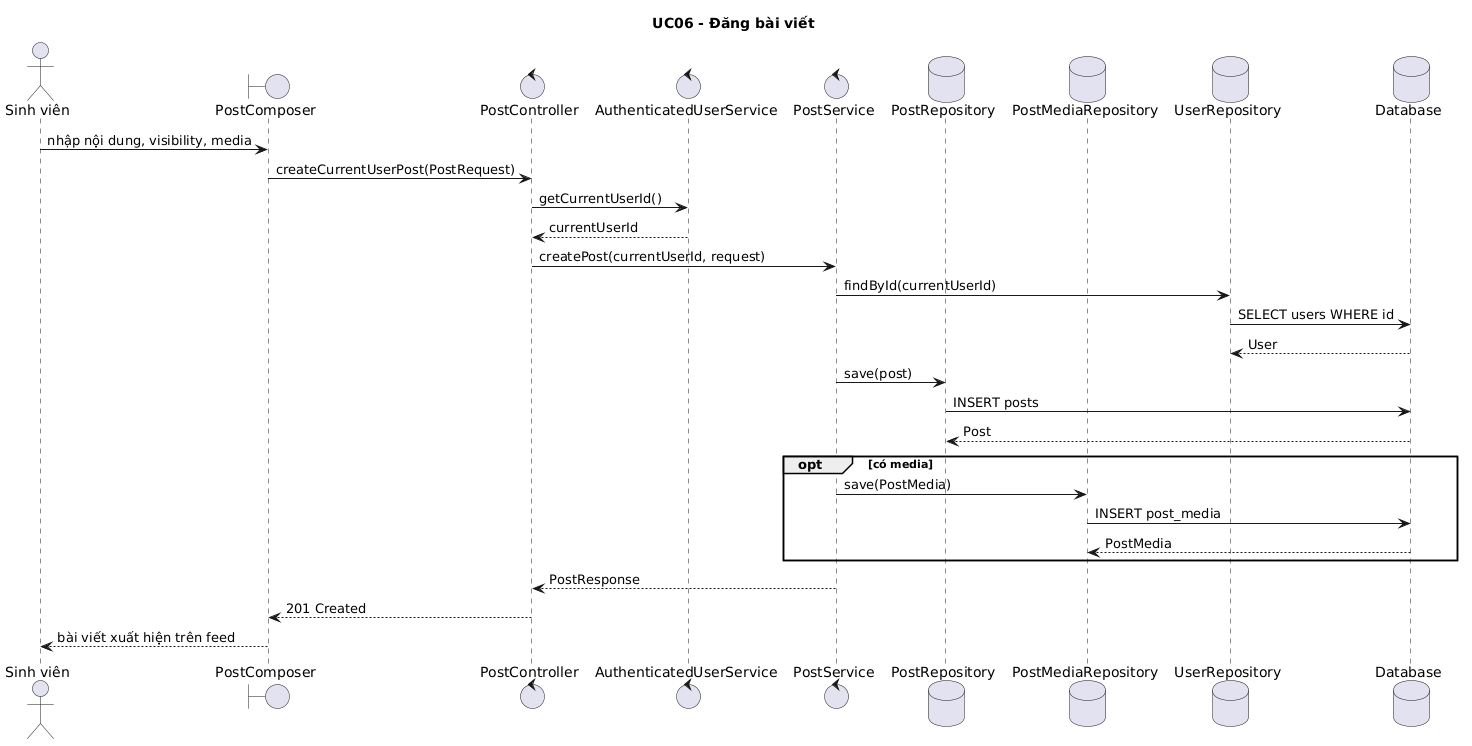 UC06 - Đăng bài viết
Sinh viên
PostComposer
PostController
AuthenticatedUserService
PostService
PostRepository
PostMediaRepository
UserRepository
Database
nhập nội dung, visibility, media
createCurrentUserPost(PostRequest)
getCurrentUserId()
currentUserId
createPost(currentUserId, request)
findById(currentUserId)
SELECT users WHERE id
User
save(post)
INSERT posts
Post
opt
[có media]
save(PostMedia)
INSERT post_media
PostMedia
PostResponse
201 Created
bài viết xuất hiện trên feed
Sinh viên
PostComposer
PostController
AuthenticatedUserService
PostService
PostRepository
PostMediaRepository
UserRepository
Database